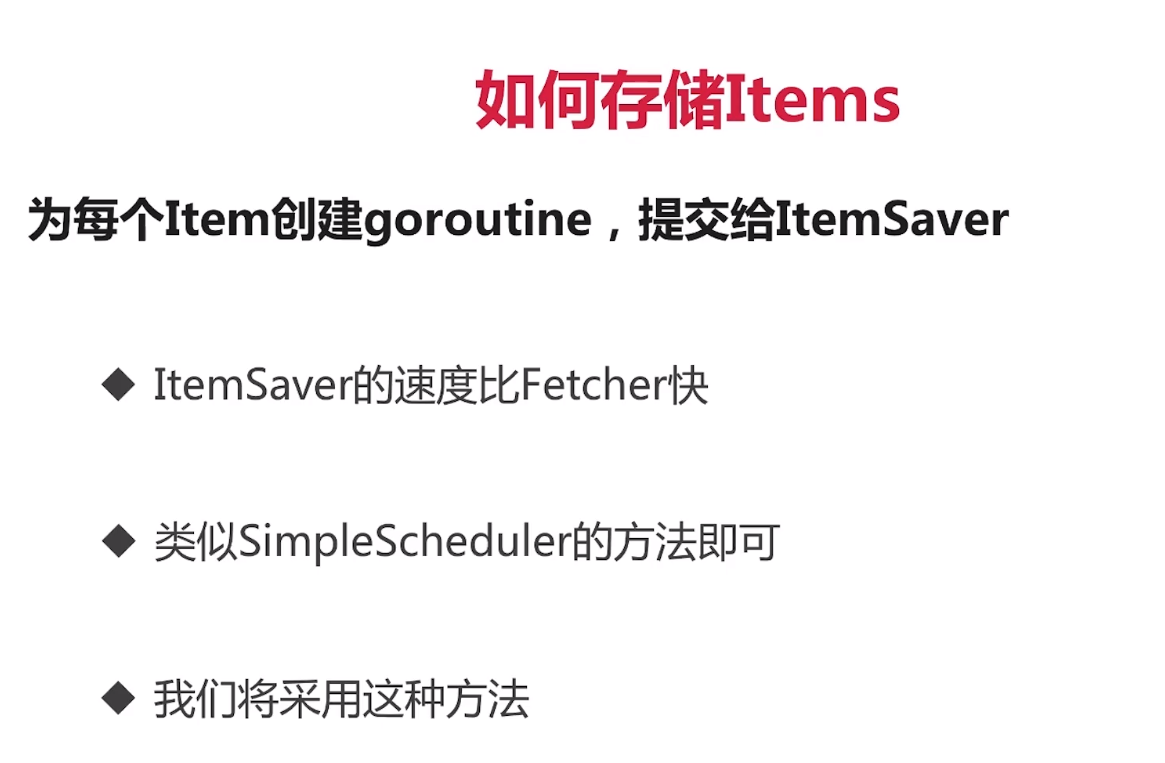 如何存储Items
为每个Item创建goroutine，提交给ItemSaver
◆ ItemSaver的速度比Fetcher快
◆ 类似SimpleScheduler的方法即可
◆ 我们将采用这种方法